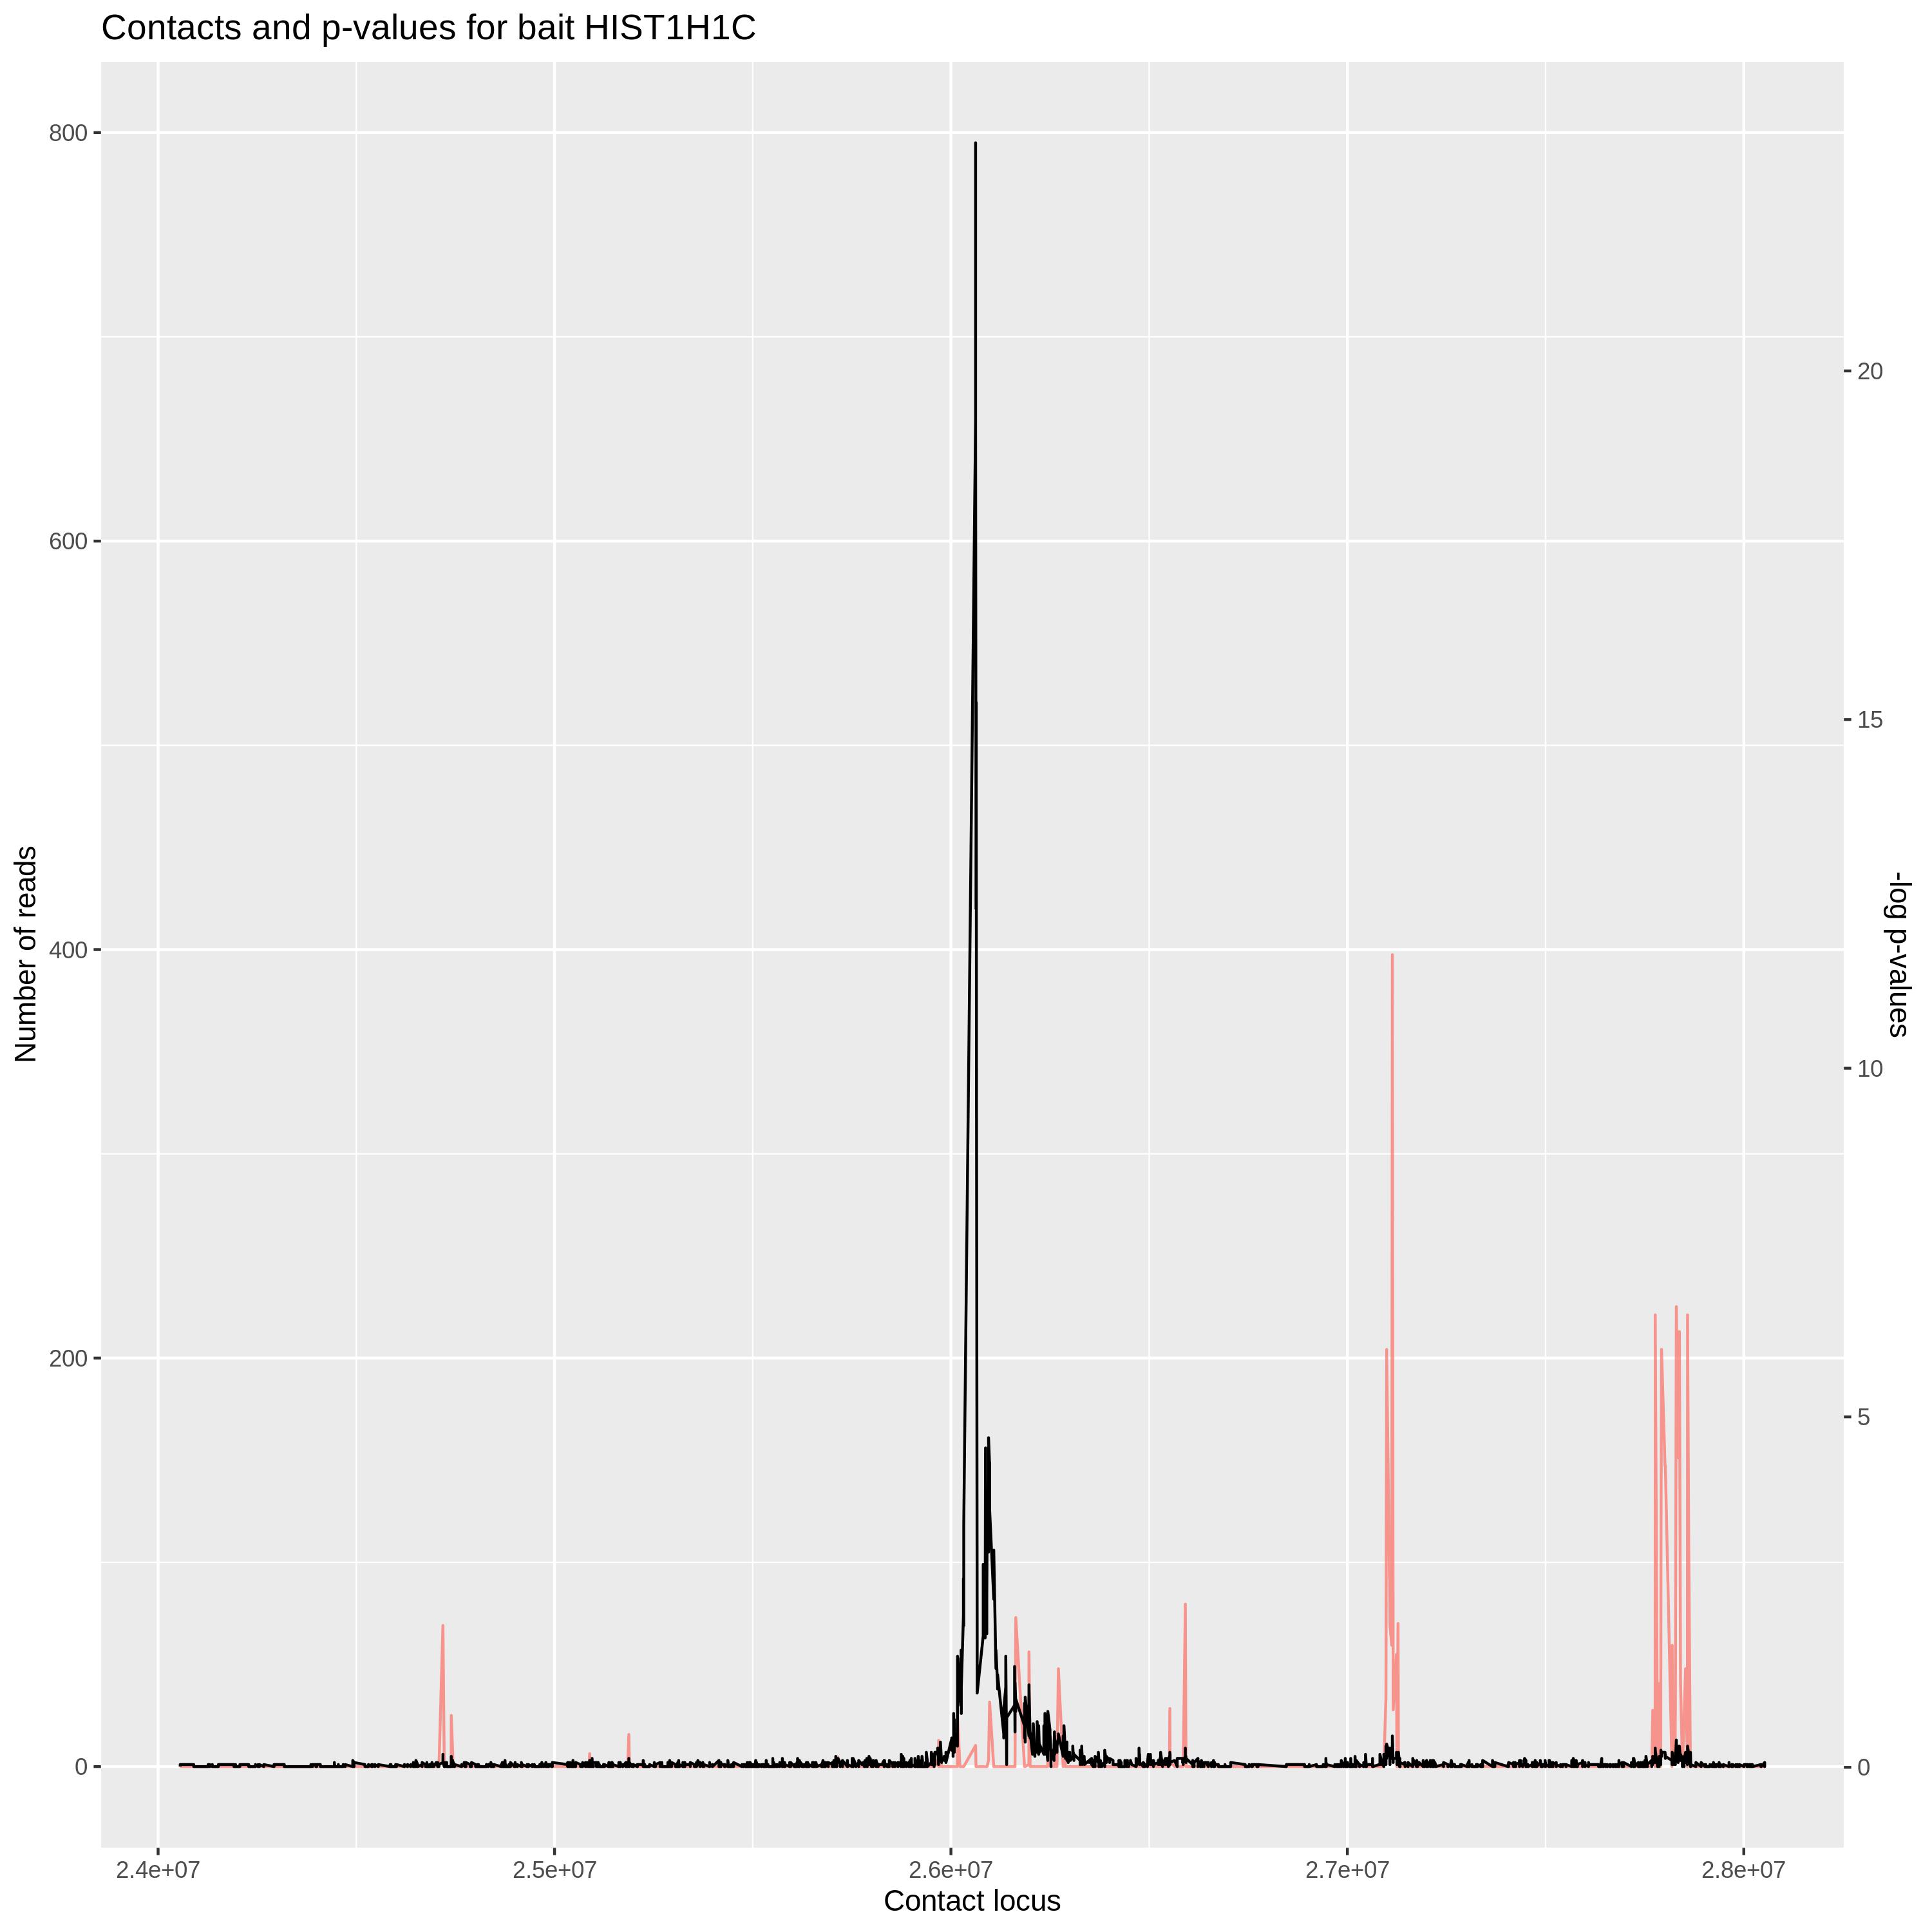 Contacts and p-values for bait HIST1H1C
800
600
400
200
0
20
15
10
5
0
Number of reads
-log p-values
2.4e+07 2.5e+07 2.6e+07 2.7e+07 2.8e+07
Contact locus